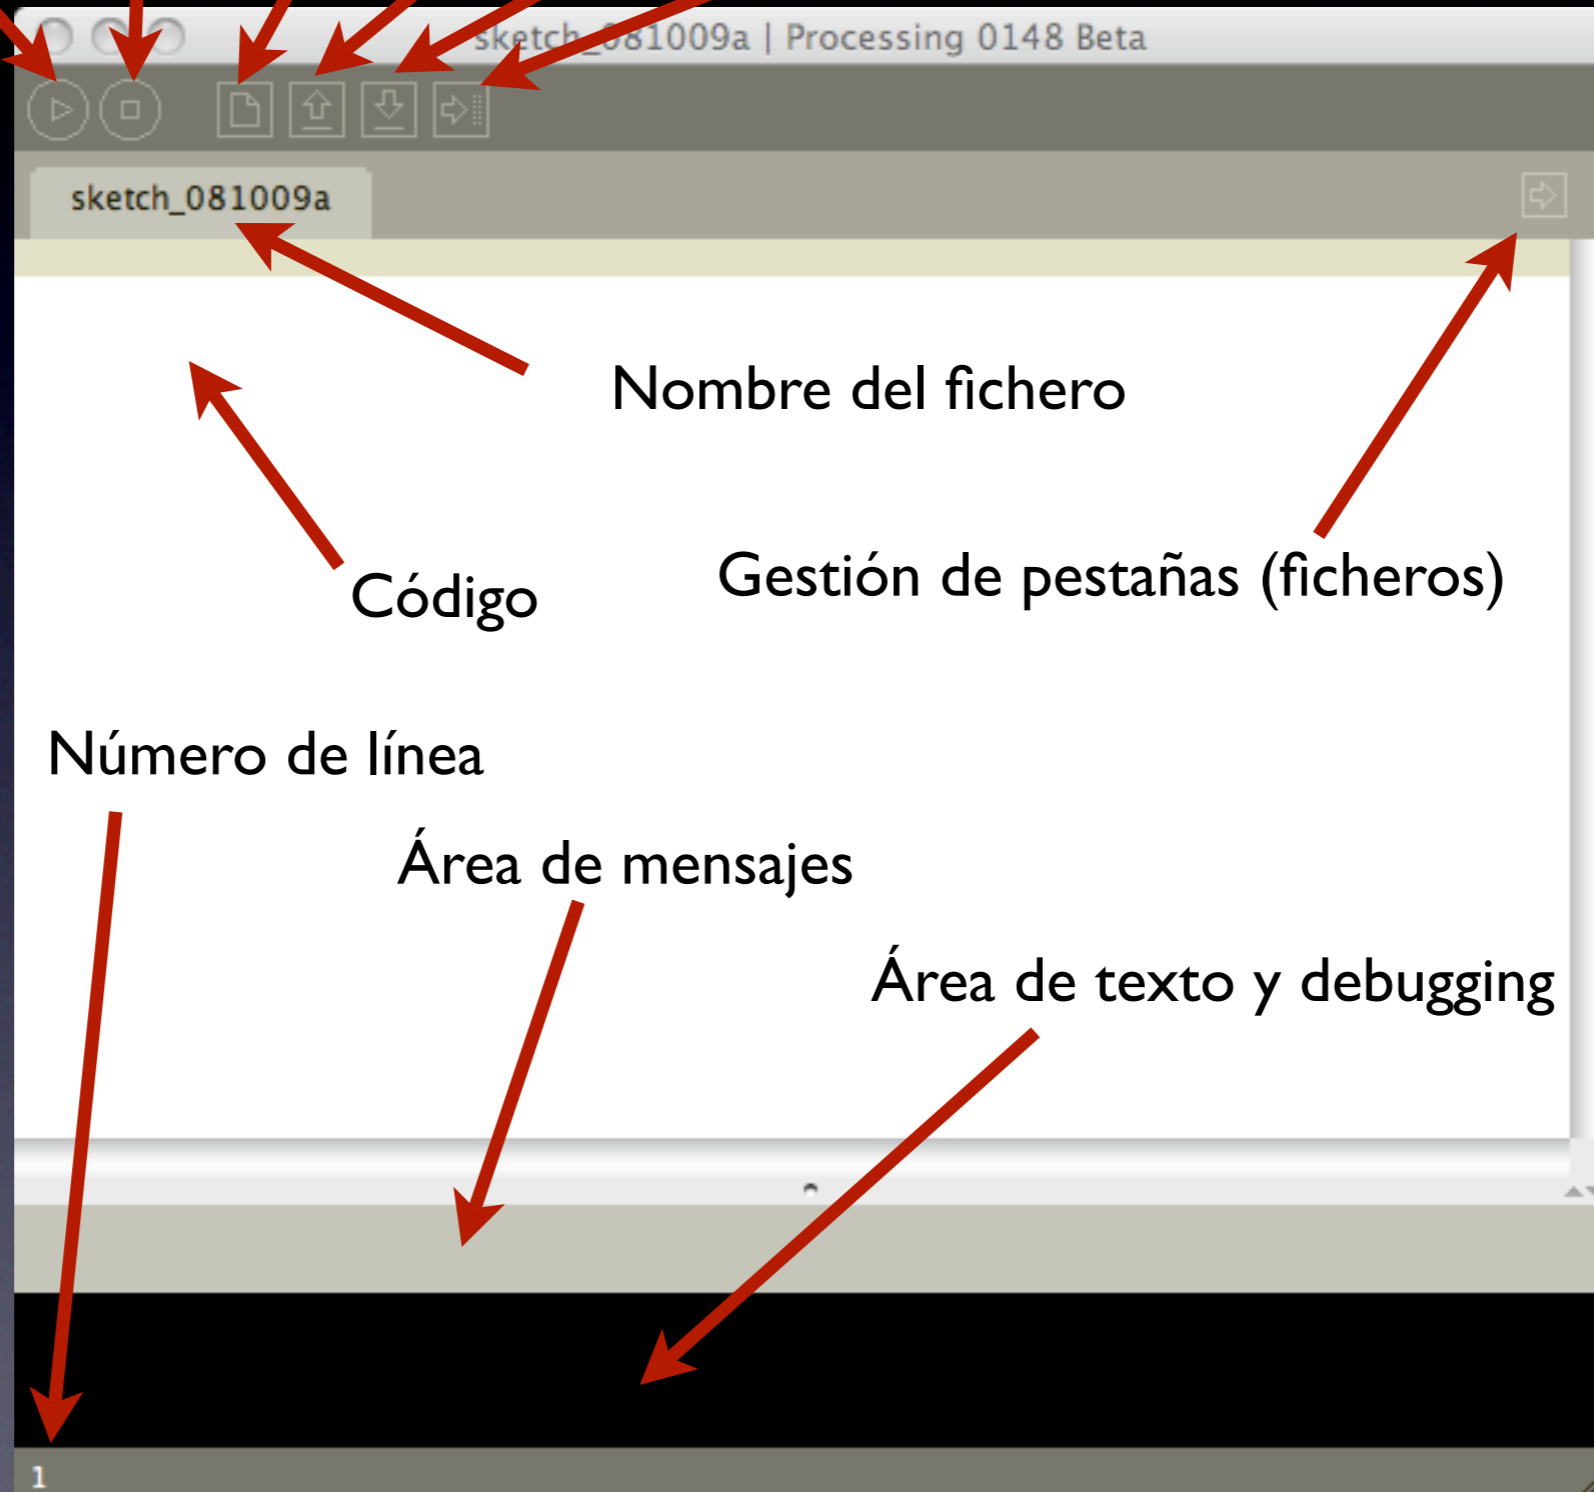 sketch_081009a | Processing 0148 Beta
sketch_081009a
Nombre del fichero
Gestión de pestañas (ficheros)
Código
Número de línea
Área de mensajes
Área de texto y debugging
1